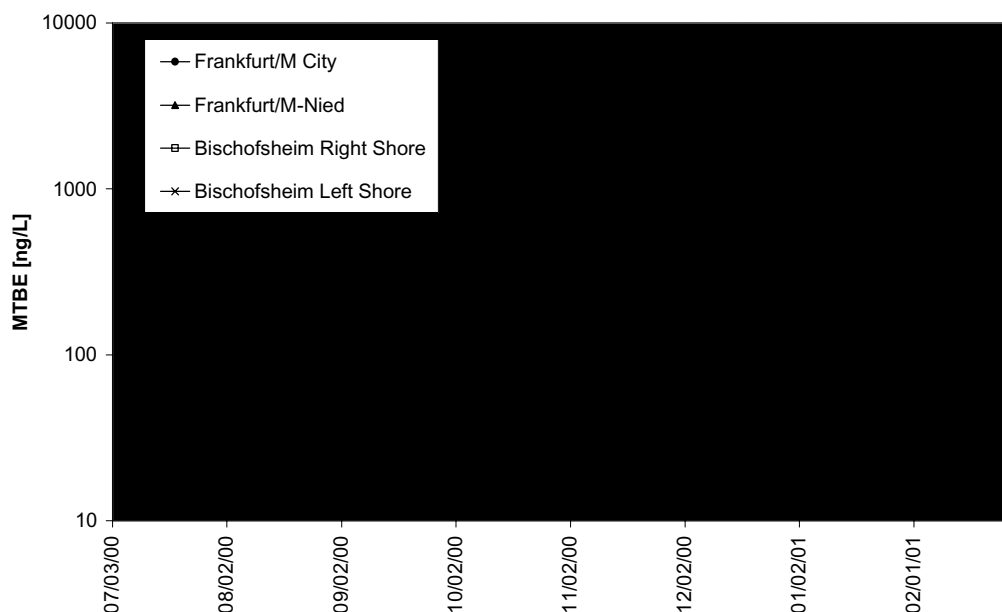 10000
Frankfurt/M City
Frankfurt/M-Nied
1000
Bischofsheim Right Shore
Bischofsheim Left Shore
MTBE [ng/L]
100
10
07/03/00
08/02/00
09/02/00
10/02/00
11/02/00
12/02/00
01/02/01
02/01/01